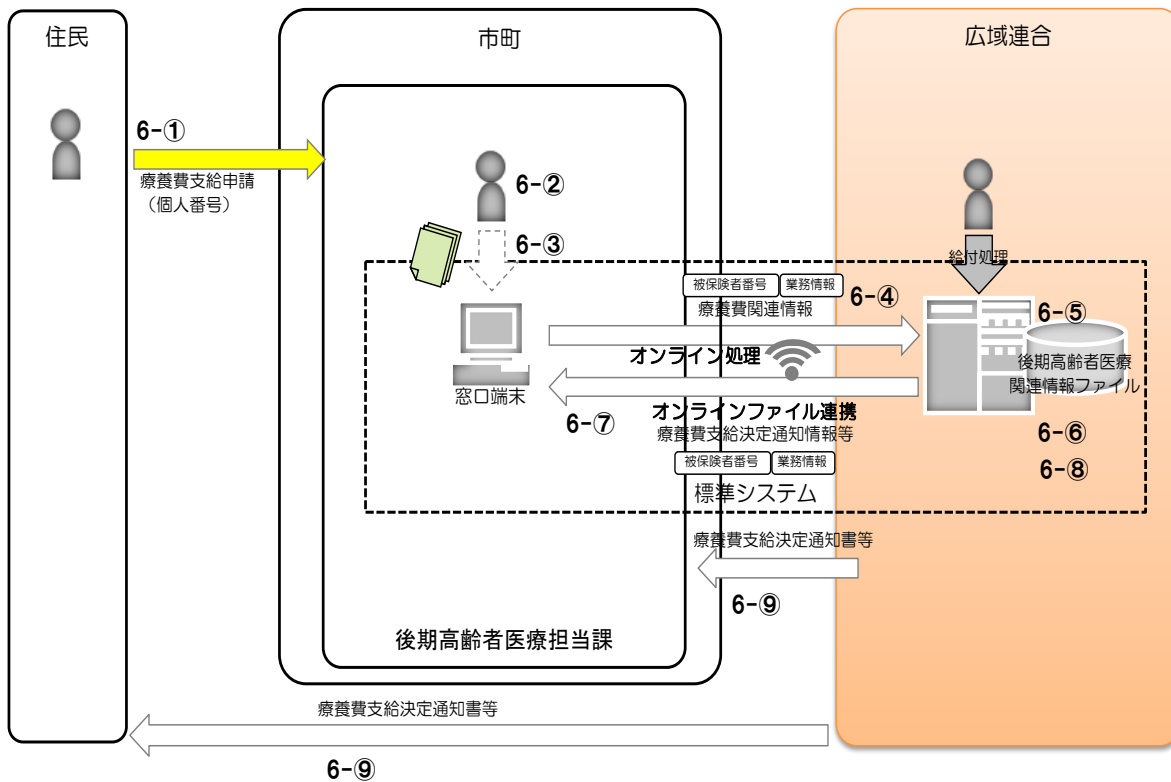 住民
市町
広域連合
6-①
療養費支給申請
（個人番号）
6-②
6-③
給付処理
被保険者番号 業務情報
6-④
療養費関連情報
6-⑤
オンライン処理
後期高齢者医療
関連情報ファイル
窓口端末
6-⑦
オンラインファイル連携
療養費支給決定通知情報等
6-⑥
被保険者番号 業務情報
6-⑧
標準システム
療養費支給決定通知書等
6-⑨
後期高齢者医療担当課
療養費支給決定通知書等
6-⑨